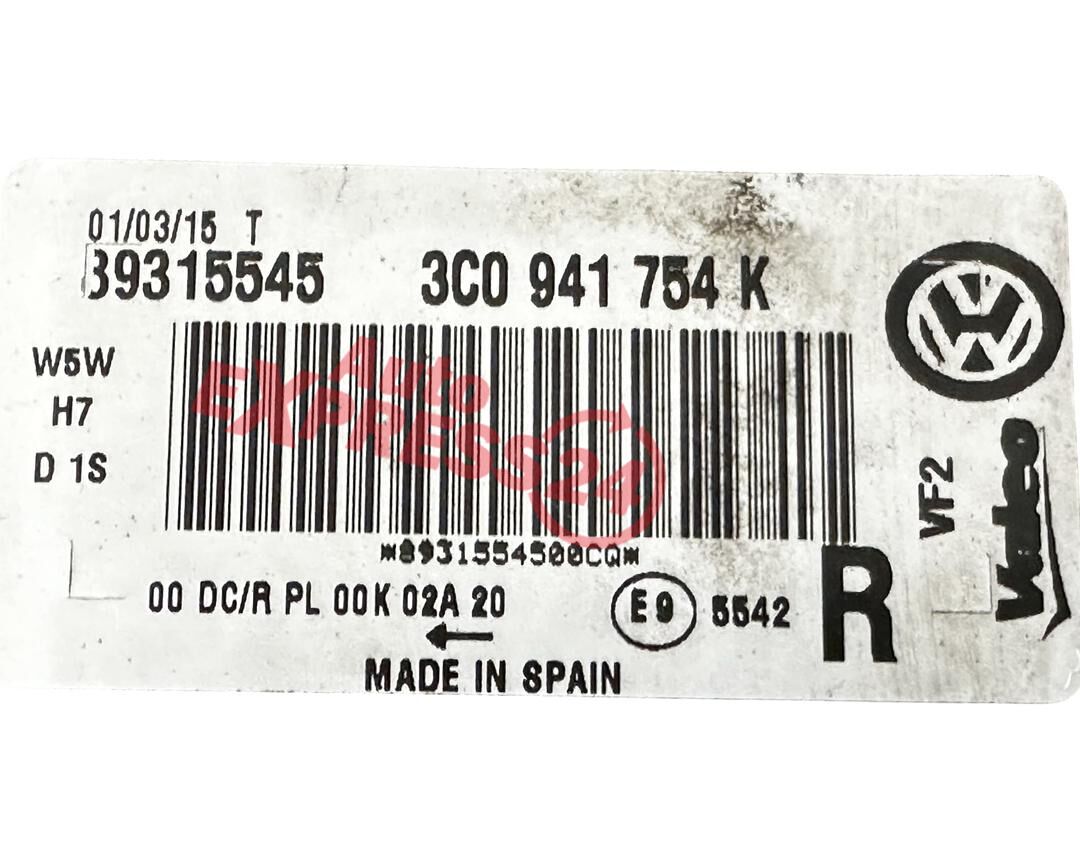 01/03/15 T
89315545 3C0 941 754 K
W5W
H7
D 1S
Auto
EXPRESS24
*8931554500CQ*
00 DC/R PL 00K 02A 20
E9 5542
R
VF2
Valeo
MADE IN SPAIN